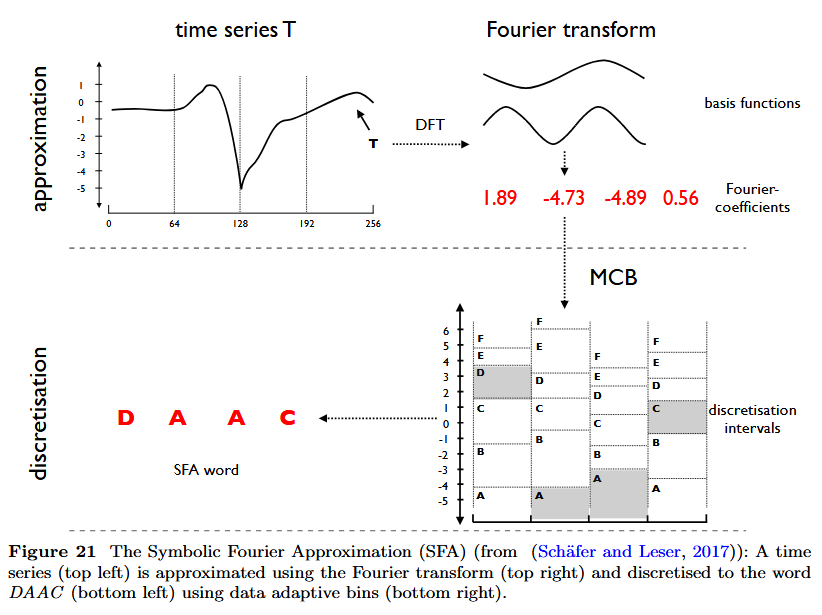 time series T
Fourier transform
approximation
1
0
-1
-2
-3
-4
-5
0 64 128 192 256
T
DFT
basis functions
1.89 -4.73 -4.89 0.56
Fourier-
coefficients
MCB
discretisation
D A A C
SFA word
6
5
4
3
2
1
0
-1
-2
-3
-4
-5
F
E
D
C
B
A
F
E
D
C
B
A
F
E
D
C
B
A
F
E
D
C
B
A
discretisation
intervals
Figure 21 The Symbolic Fourier Approximation (SFA) (from (Schäfer and Leser, 2017)): A time
series (top left) is approximated using the Fourier transform (top right) and discretised to the word
DAAC (bottom left) using data adaptive bins (bottom right).